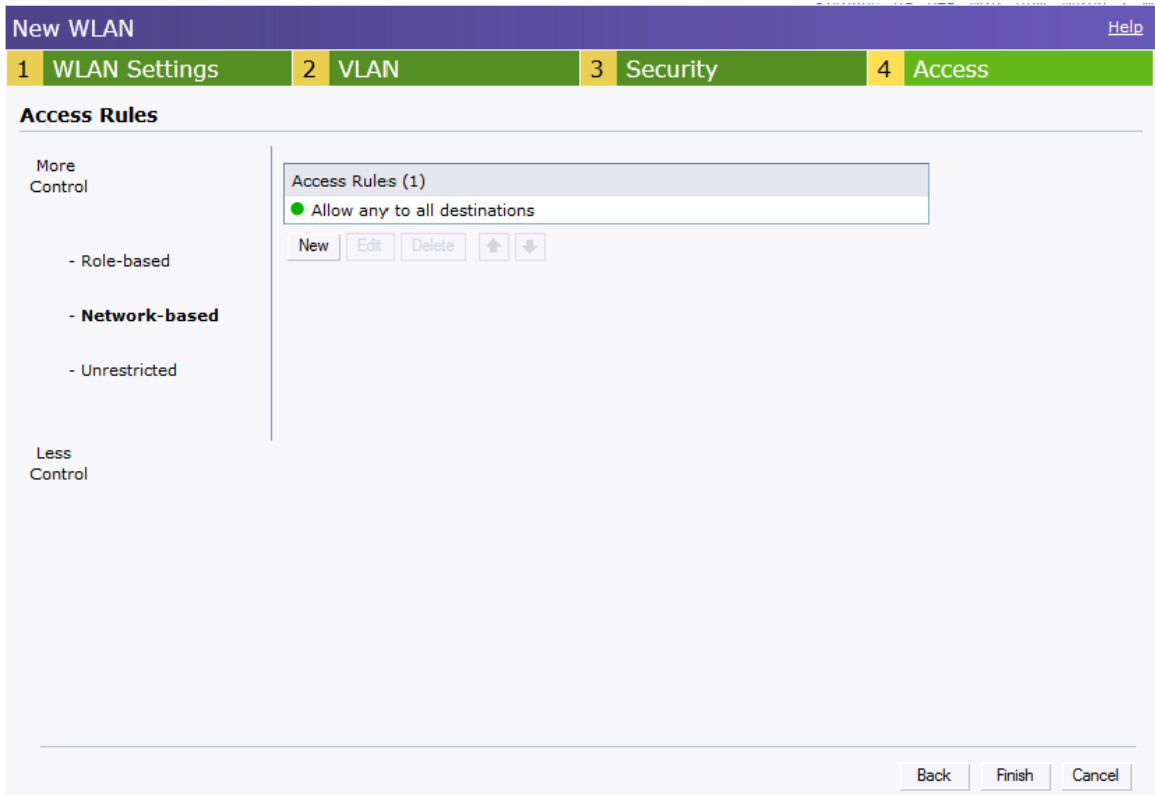 New WLAN
Help
1 WLAN Settings
2 VLAN
3 Security
4 Access
Access Rules
More
Control
- Role-based
- Network-based
- Unrestricted
Less
Control
Access Rules (1)
Allow any to all destinations
New
Edit
Delete
Back
Finish
Cancel